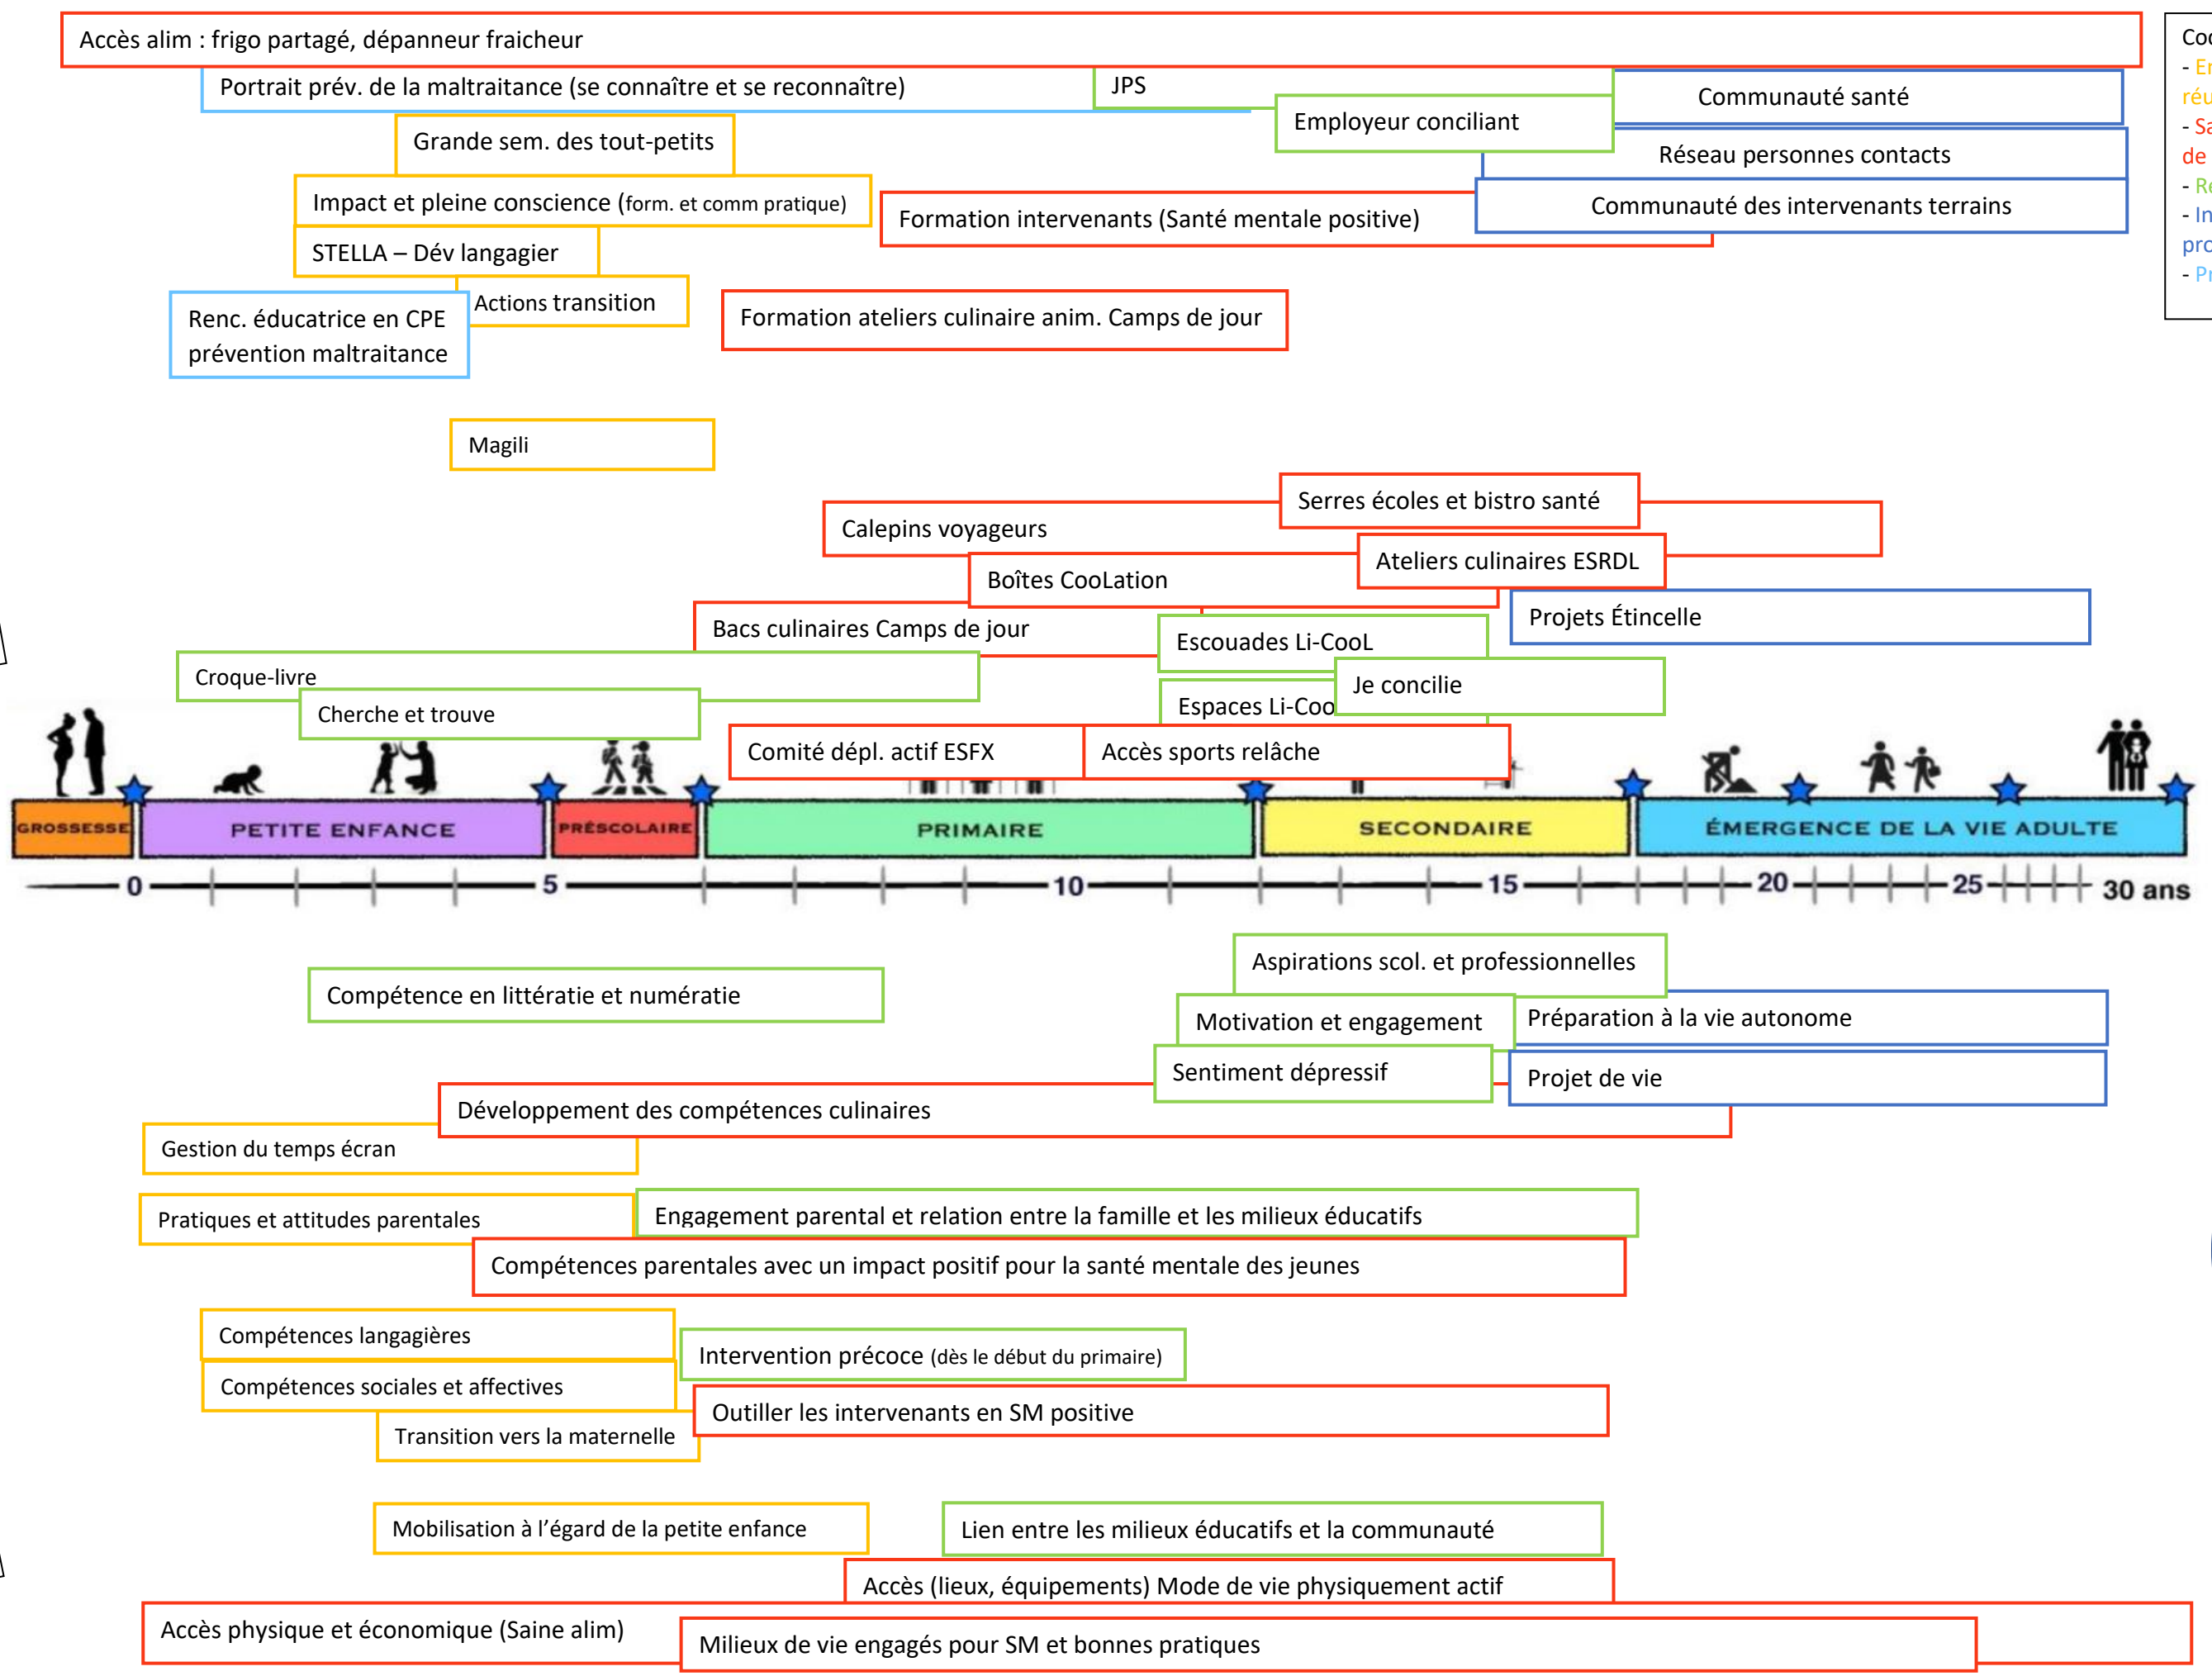 Accès alim : frigo partagé, dépanneur fraicheur
Portrait prév. de la maltraitance (se connaître et se reconnaître)
JPS
Communauté santé
Employeur conciliant
Grande sem. des tout-petits
Réseau personnes contacts
Impact et pleine conscience (form. et comm pratique)
Formation intervenants (Santé mentale positive)
Communauté des intervenants terrains
STELLA – Dév langagier
Actions transition
Renc. éducatrice en CPE
prévention maltraitance
Formation ateliers culinaire anim. Camps de jour
de
Magili
Serres écoles et bistro santé
Calepins voyageurs
Ateliers culinaires ESRDL
Boîtes CooLation
Projets Étincelle
Bacs culinaires Camps de jour
Escouades Li-CooL
Croque-livre
Je concilie
Cherche et trouve
Espaces Li-Coo
Comité dépl. actif ESFX
Accès sports relâche
GROSSESSE
PETITE ENFANCE
PRÉSCOLAIRE
PRIMAIRE
SECONDAIRE
ÉMERGENCE DE LA VIE ADULTE
0 5 10 15 20 25 30 ans
Aspirations scol. et professionnelles
Compétence en littératie et numératie
Motivation et engagement
Préparation à la vie autonome
Sentiment dépressif
Projet de vie
Développement des compétences culinaires
Gestion du temps écran
Pratiques et attitudes parentales
Engagement parental et relation entre la famille et les milieux éducatifs
Compétences parentales avec un impact positif pour la santé mentale des jeunes
Compétences langagières
Intervention précoce (dès le début du primaire)
Compétences sociales et affectives
Outiller les intervenants en SM positive
Transition vers la maternelle
Mobilisation à l'égard de la petite enfance
Lien entre les milieux éducatifs et la communauté
Accès (lieux, équipements) Mode de vie physiquement actif
Accès physique et économique (Saine alim)
Milieux de vie engagés pour SM et bonnes pratiques